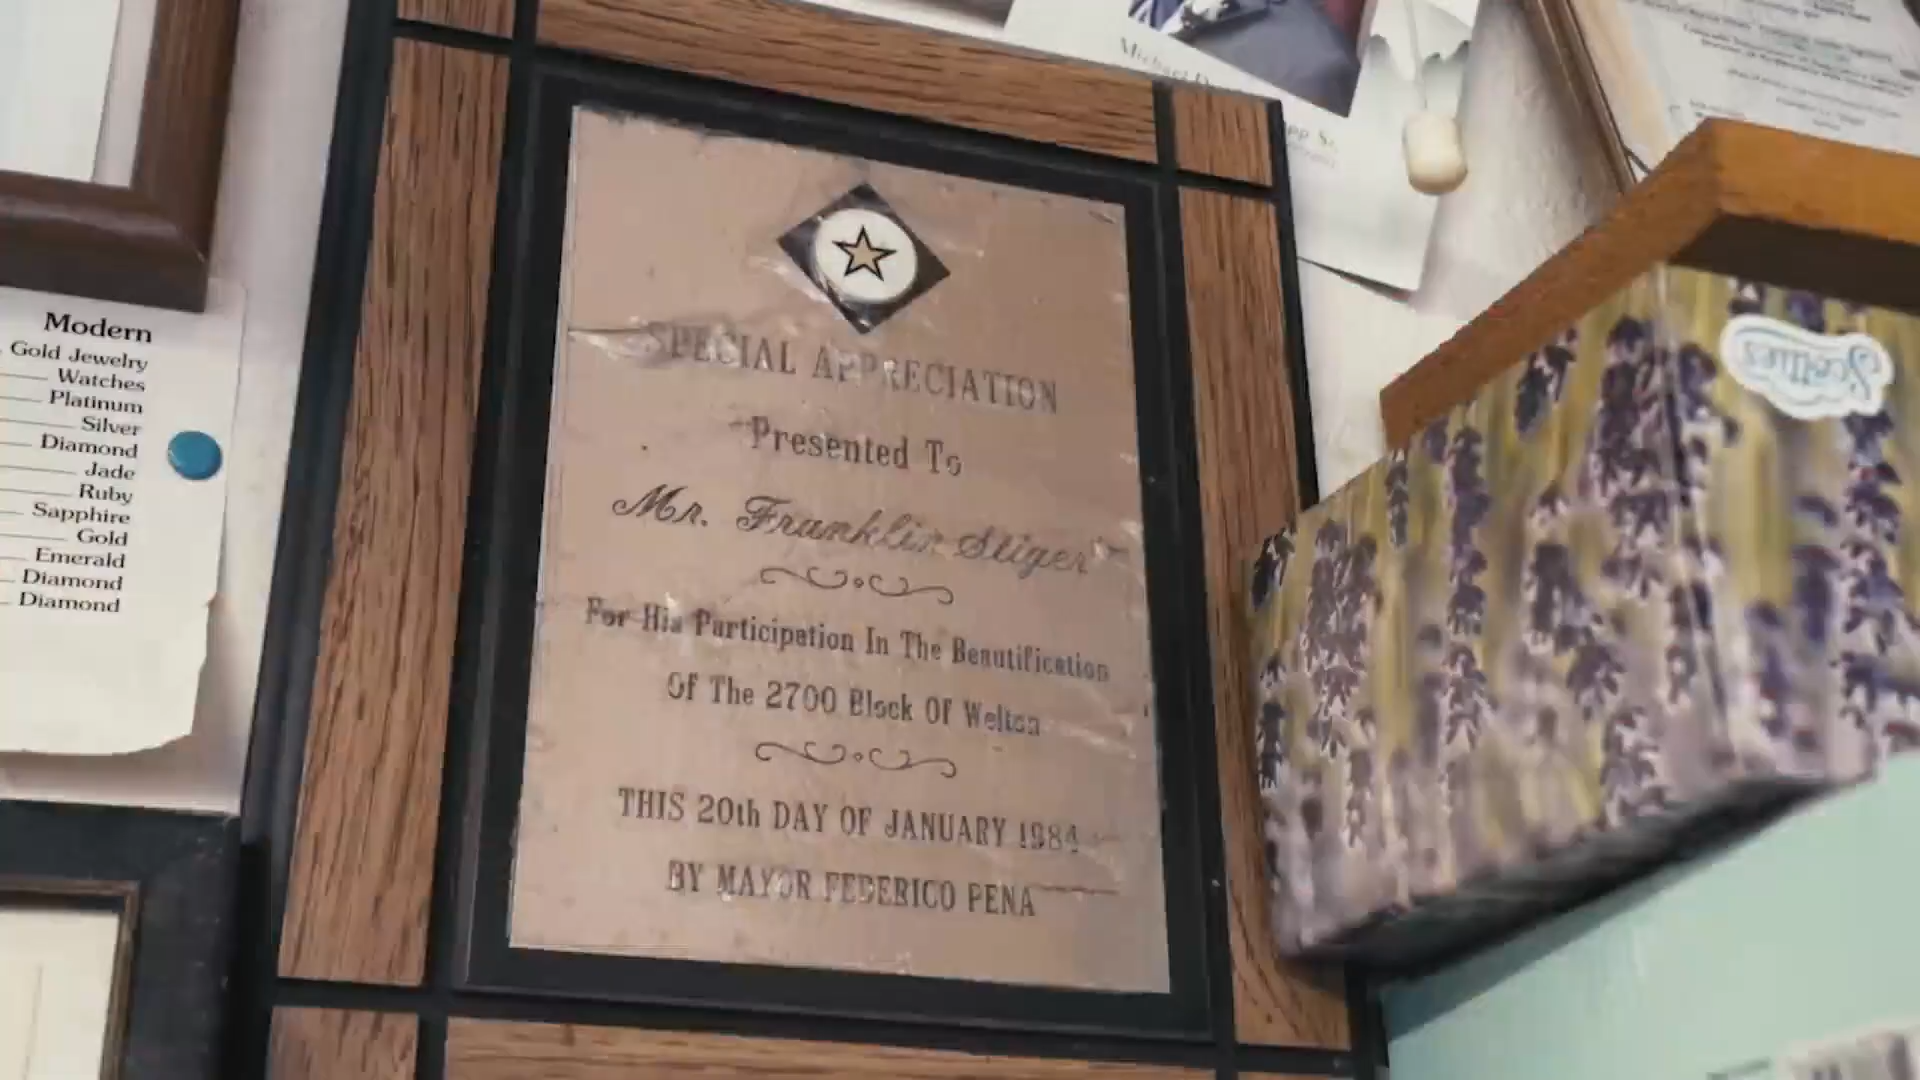 Modern
Gold Jewelry
Watches
Platinum
Silver
Diamond
Jade
Ruby
Sapphire
Gold
Emerald
Diamond
Diamond
SPECIAL APPRECIATION
Presented To
Mr. Franklin Stiger
For His Participation In The Beautification
Of The 2700 Block Of Welton
THIS 20th DAY OF JANUARY 1984
BY MAYOR FEDERICO PENA
Michael D
Scotties